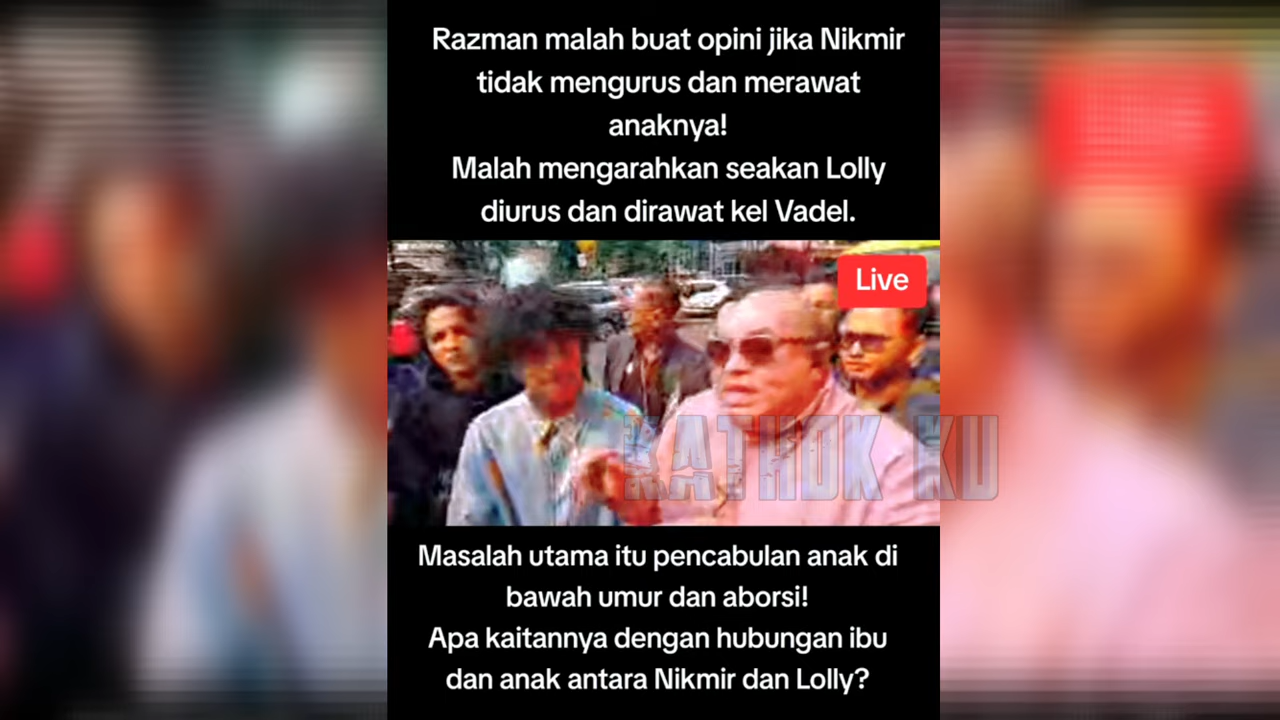 Razman malah buat opini jika Nikmir
tidak mengurus dan merawat
anaknya!
Malah mengarahkan seakan Lolly
diurus dan dirawat kel Vadel.
Live
KATHOK KU
Masalah utama itu pencabulan anak di
bawah umur dan aborsi!
Apa kaitannya dengan hubungan ibu
dan anak antara Nikmir dan Lolly?